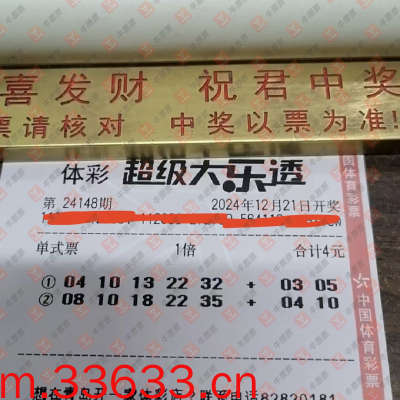 喜发财 祝君中奖
票请核对 中奖以票为准!
体彩 超级大乐透
第 24148期 2024年12月21日开奖
单式票 1倍 合计4元
① 04 10 13 22 32 + 03 05
② 08 10 18 22 35 + 04 10
中国体育彩票
中国体育彩票
m.33633.cn